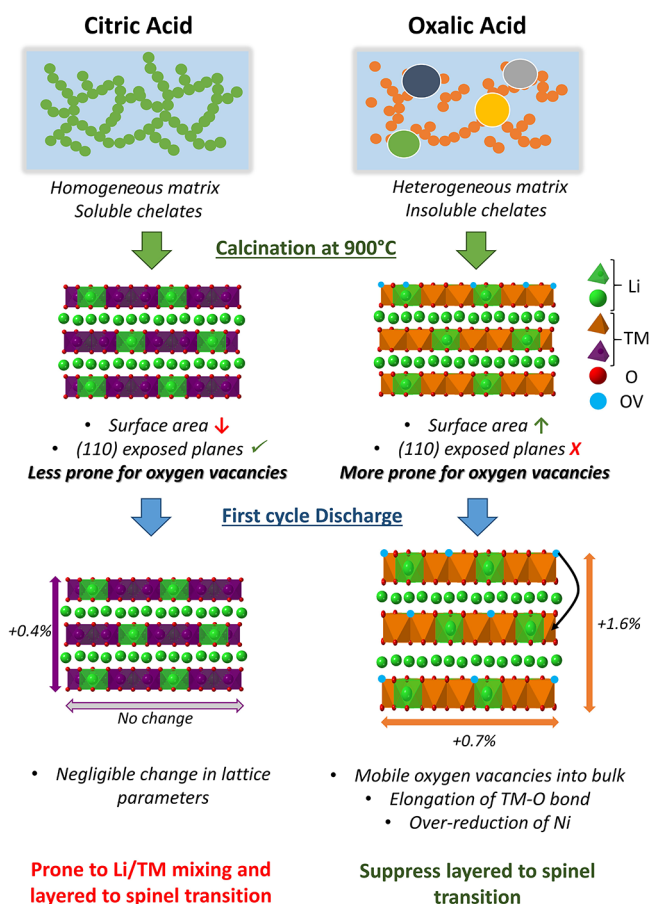 Citric Acid
Oxalic Acid
Homogeneous matrix
Soluble chelates
Heterogeneous matrix
Insoluble chelates
Calcination at 900°C
Li
TM
O
OV
• Surface area ↓
• (110) exposed planes ✓
Less prone for oxygen vacancies
• Surface area ↑
• (110) exposed planes X
More prone for oxygen vacancies
First cycle Discharge
+0.4%
No change
+1.6%
+0.7%
• Negligible change in lattice
parameters
• Mobile oxygen vacancies into bulk
• Elongation of TM-O bond
• Over-reduction of Ni
Prone to Li/TM mixing and
layered to spinel transition
Suppress layered to spinel
transition